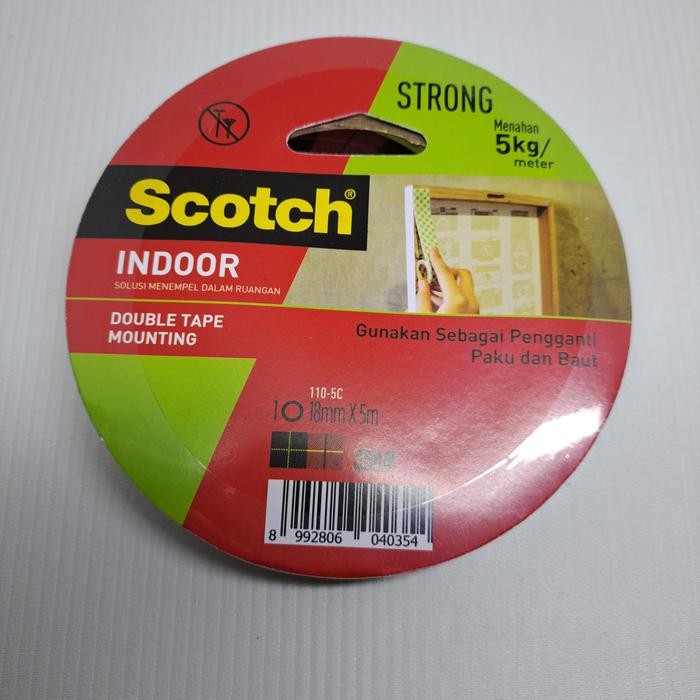 STRONG
Menahan
5kg/
meter
Scotch®
INDOOR
SOLUSI MENEMPEL DALAM RUANGAN
DOUBLE TAPE
MOUNTING
Gunakan Sebagai Pengganti
Paku dan Baut
110-5C
1 18mm X 5m
3M
8 992806 040354